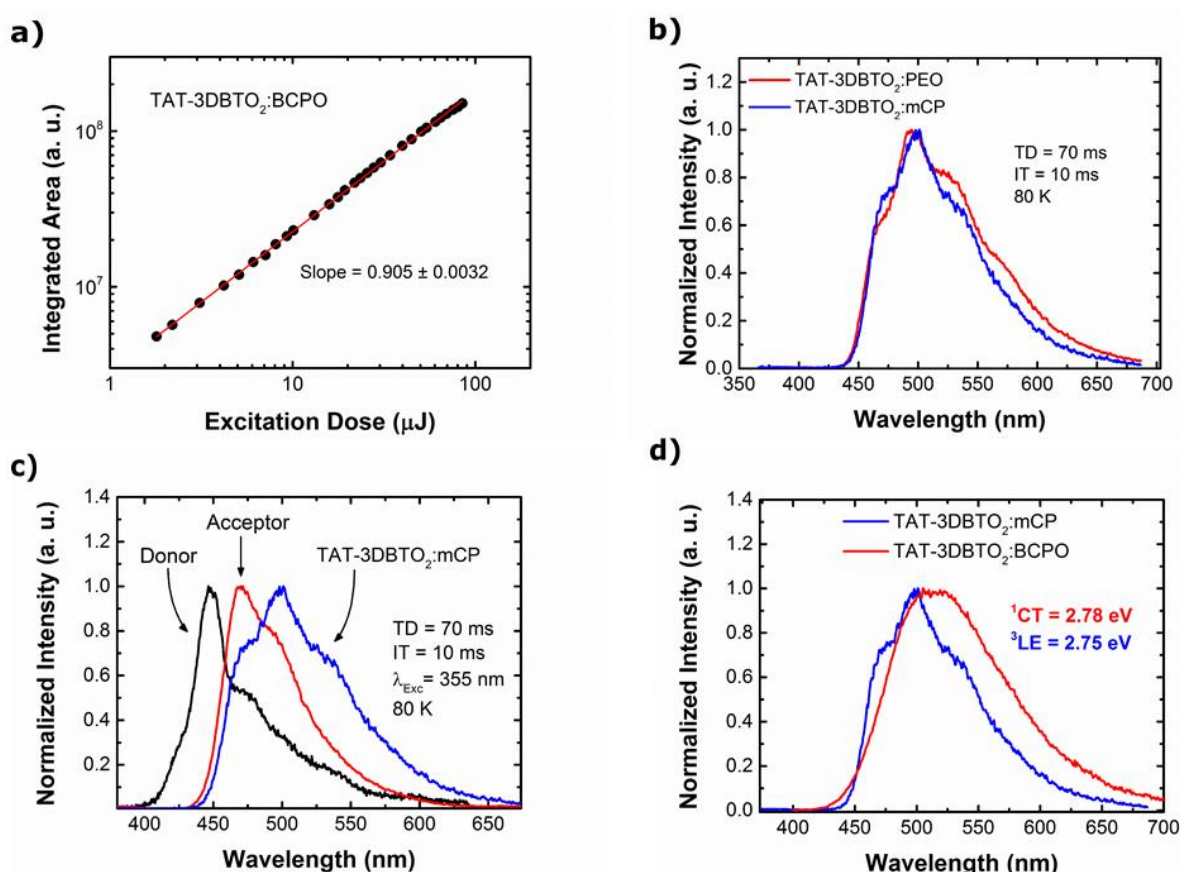 a)
TAT-3DBTO₂:BCPO
Slope = 0.905 ± 0.0032
Integrated Area (a. u.)
10⁸
10⁷
1
10
100
Excitation Dose (μJ)
b)
TAT-3DBTO₂:PEO
TAT-3DBTO₂:mCP
TD = 70 ms
IT = 10 ms
80 K
Normalized Intensity (a. u.)
1.2
1.0
0.8
0.6
0.4
0.2
0.0
350 400 450 500 550 600 650 700
Wavelength (nm)
c)
Donor
Acceptor
TAT-3DBTO₂:mCP
TD = 70 ms
IT = 10 ms
λExc = 355 nm
80 K
Normalized Intensity (a. u.)
1.4
1.2
1.0
0.8
0.6
0.4
0.2
400 450 500 550 600 650
Wavelength (nm)
d)
TAT-3DBTO₂:mCP
TAT-3DBTO₂:BCPO
¹CT = 2.78 eV
³LE = 2.75 eV
Normalized Intensity (a. u.)
1.4
1.2
1.0
0.8
0.6
0.4
0.2
0.0
400 450 500 550 600 650 700
Wavelength (nm)